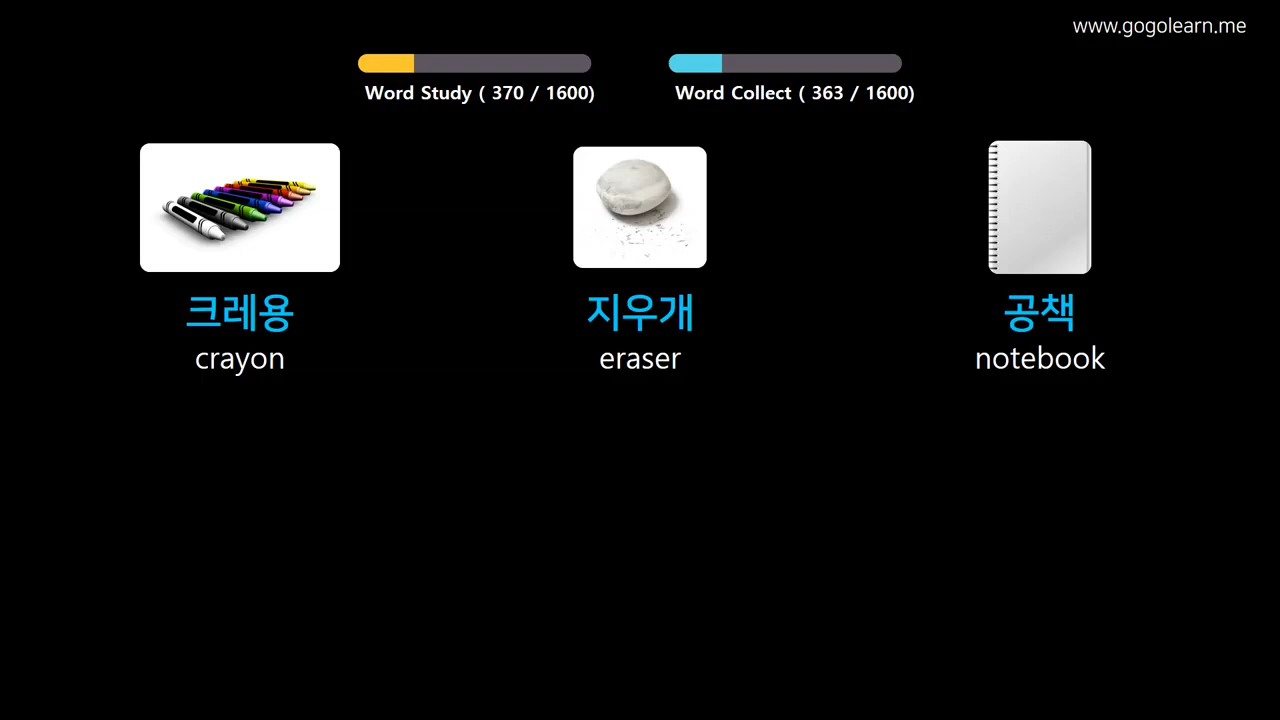 www.gogolearn.me
Word Study ( 370 / 1600)
Word Collect ( 363 / 1600)
크레용
crayon
지우개
eraser
공책
notebook